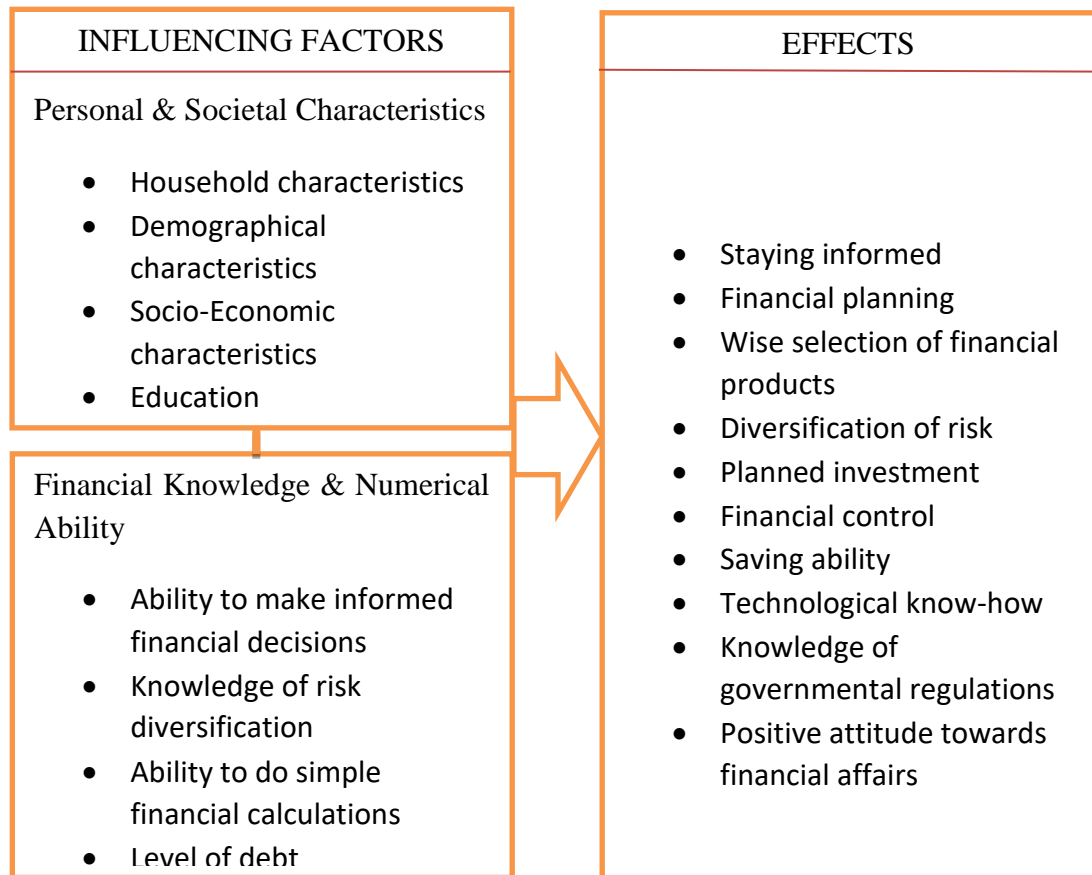 INFLUENCING FACTORS
Personal & Societal Characteristics
• Household characteristics
• Demographical
characteristics
• Socio-Economic
characteristics
• Education
Financial Knowledge & Numerical
Ability
• Ability to make informed
financial decisions
• Knowledge of risk
diversification
• Ability to do simple
financial calculations
• Level of debt
EFFECTS
• Staying informed
• Financial planning
• Wise selection of financial
products
• Diversification of risk
• Planned investment
• Financial control
• Saving ability
• Technological know-how
• Knowledge of
governmental regulations
• Positive attitude towards
financial affairs